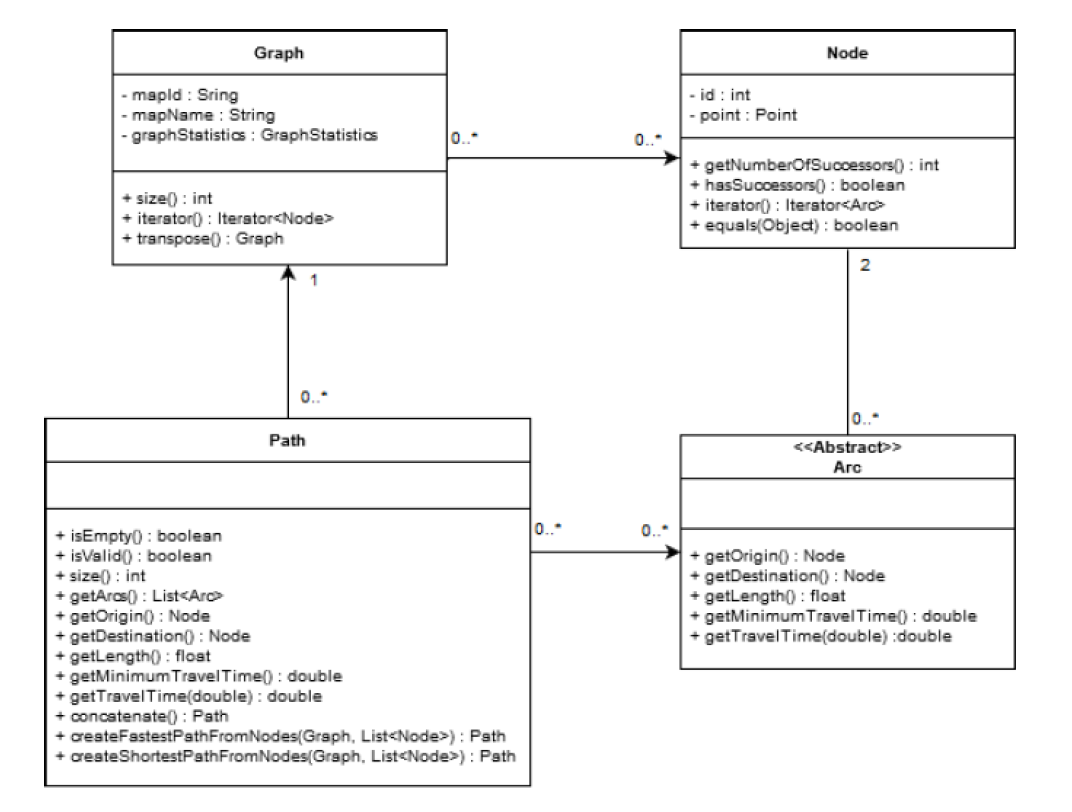 Graph
- mapId : Sring
- mapName : String
- graphStatistics : GraphStatistics
+ size() : int
+ iterator() : Iterator<Node>
+ transpose() : Graph
0..*
0..*
Node
- id : int
- point : Point
+ getNumberOfSuccessors() : int
+ hasSuccessors() : boolean
+ iterator() : Iterator<Arc>
+ equals(Object) : boolean
1
2
0..*
0..*
Path
+ isEmpty() : boolean
+ isValid() : boolean
+ size() : int
+ getArcs() : List<Arc>
+ getOrigin() : Node
+ getDestination() : Node
+ getLength() : float
+ getMinimumTravelTime() : double
+ getTravelTime(double) : double
+ concatenate() : Path
+ createFastestPathFromNodes(Graph, List<Node>) : Path
+ createShortestPathFromNodes(Graph, List<Node>) : Path
0..*
0..*
<<Abstract>>
Arc
+ getOrigin() : Node
+ getDestination() : Node
+ getLength() : float
+ getMinimumTravelTime() : double
+ getTravelTime(double) :double